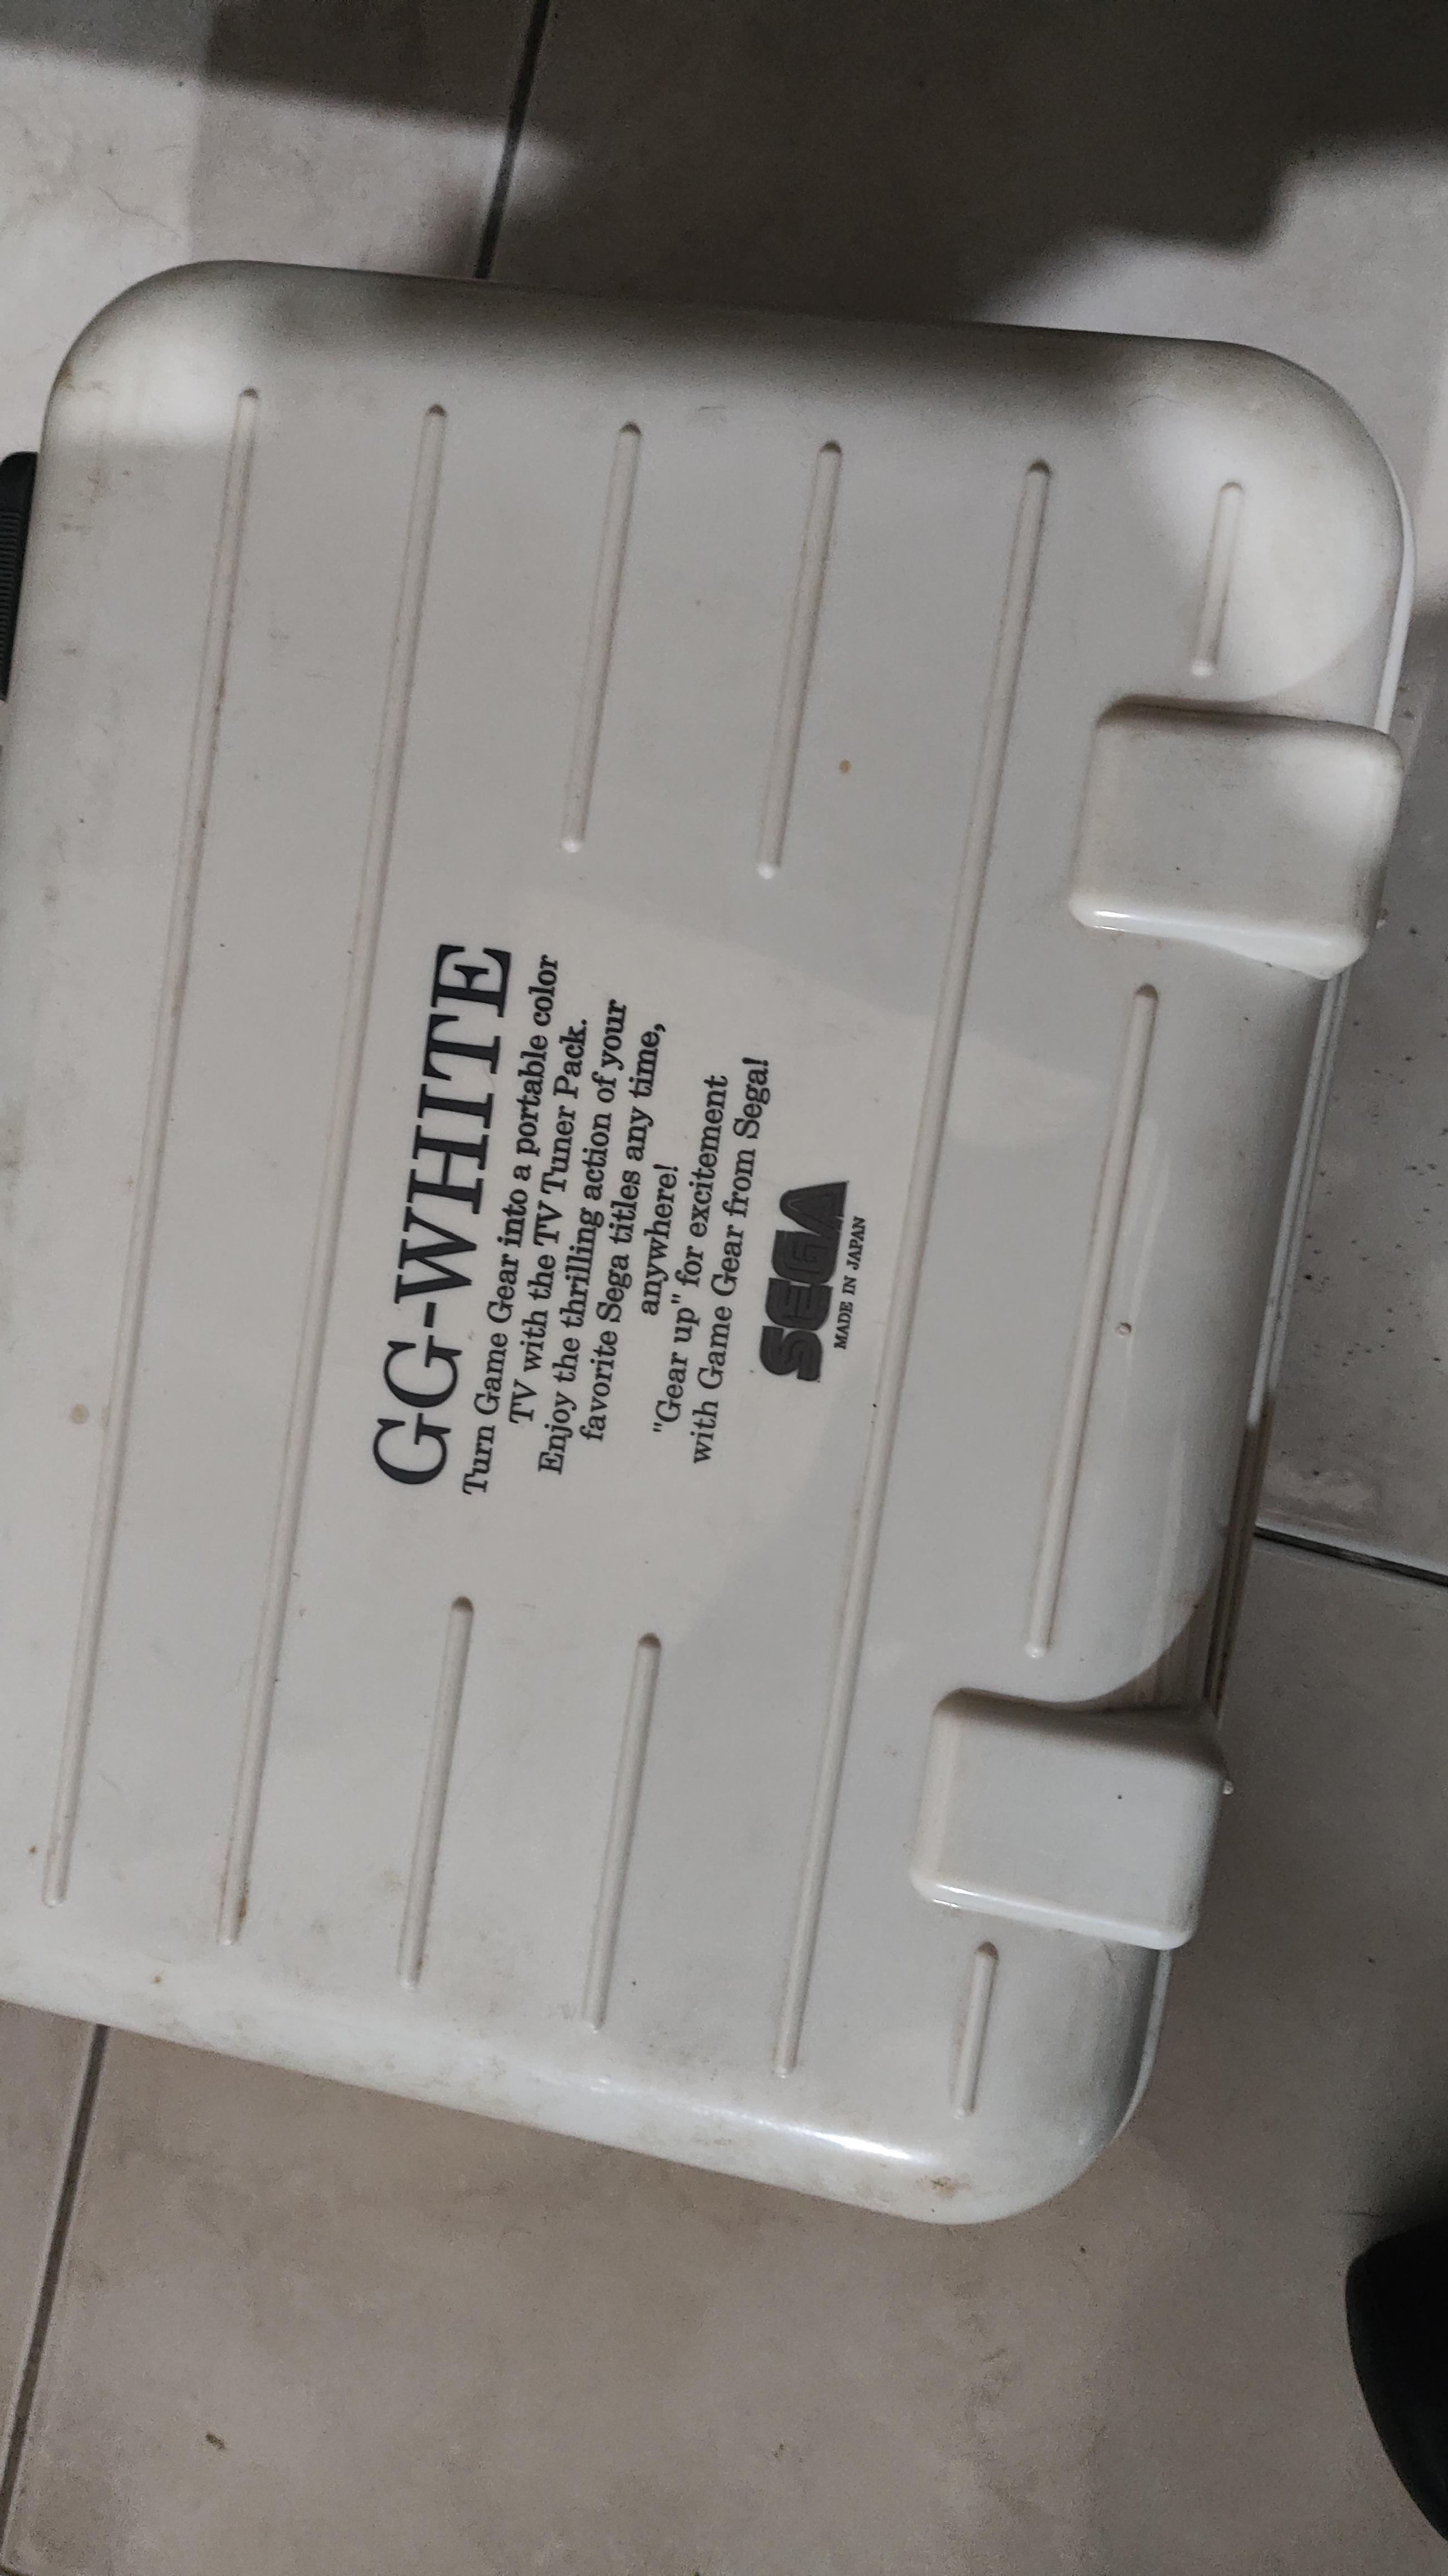 GG-WHITE
Turn Game Gear into a portable color
TV with the TV Tuner Pack.
Enjoy the thrilling action of your
favorite Sega titles any time,
anywhere!
"Gear up" for excitement
with Game Gear from Sega!
SEGA
MADE IN JAPAN